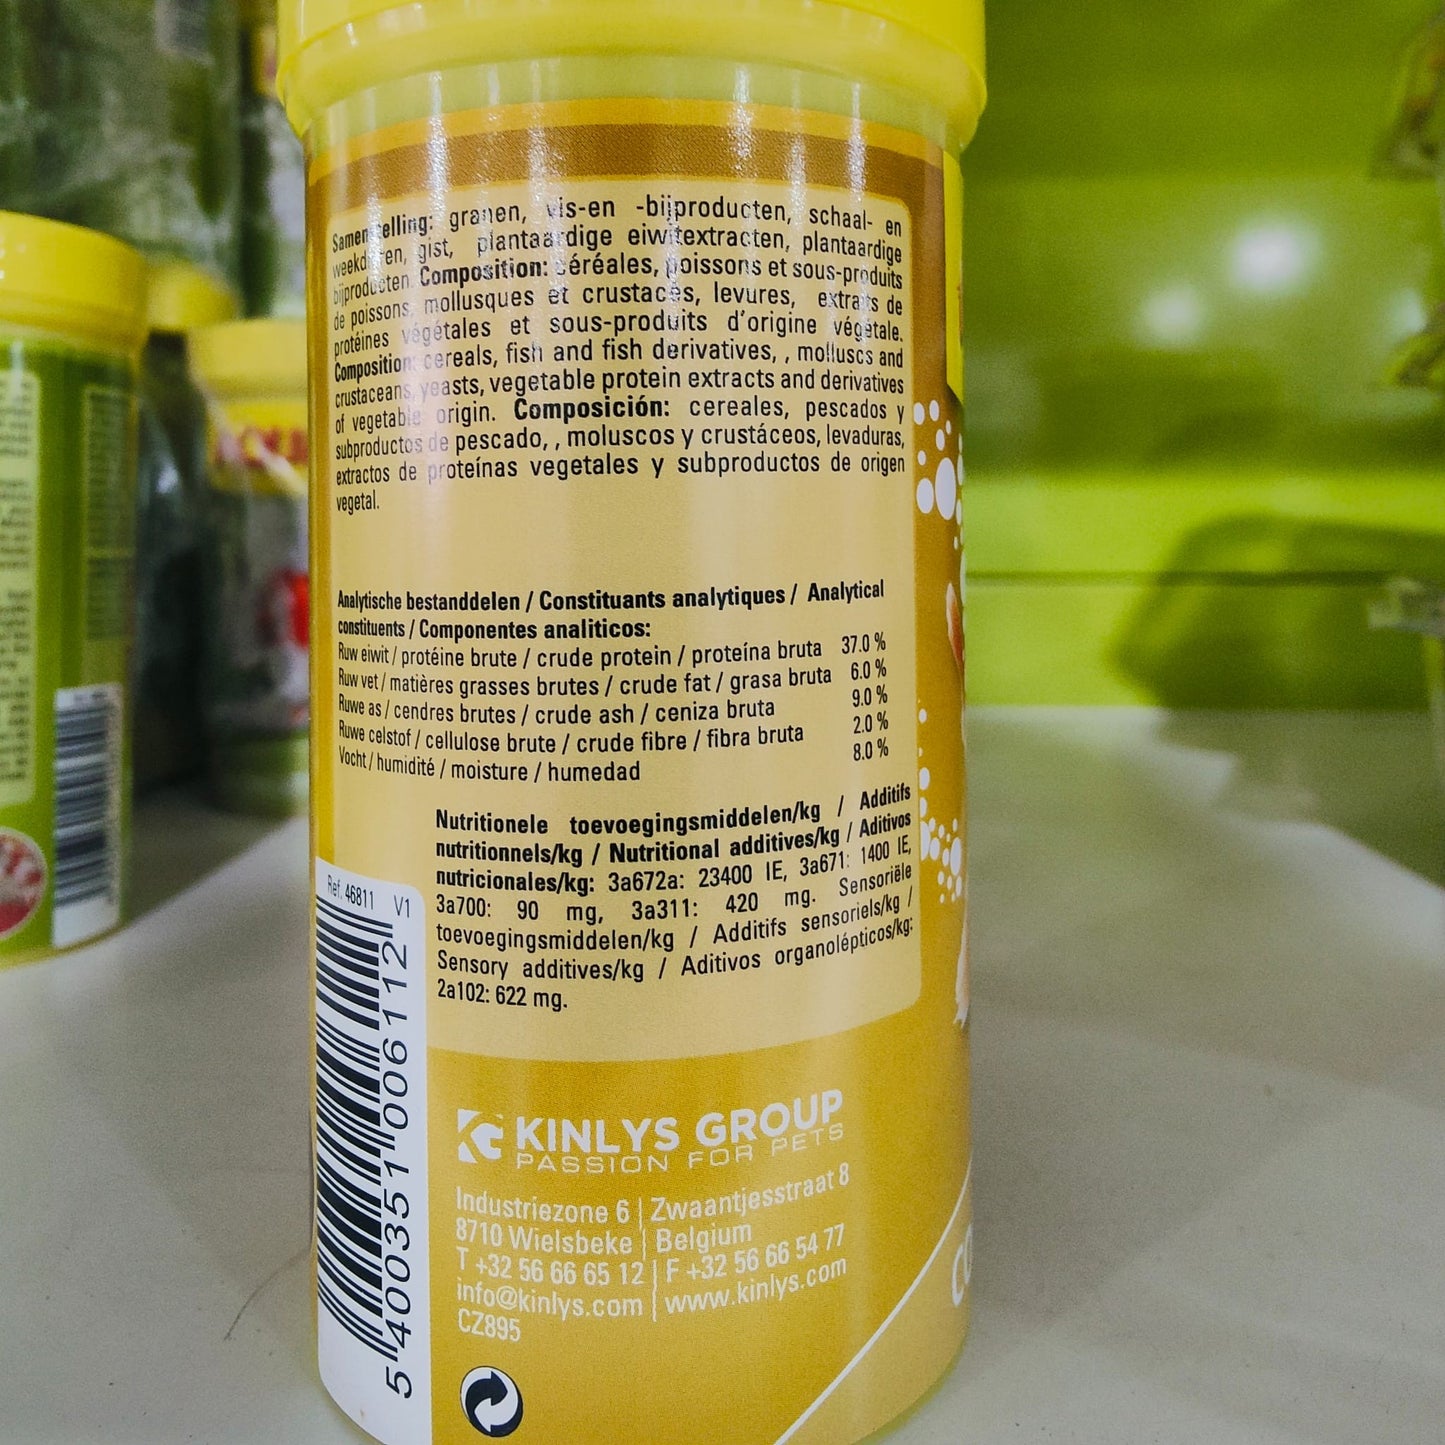 Samenstelling: granen, vis-en -bijproducten, schaal- en
weekdieren, gist, plantaardige eiwitextracten, plantaardige
bijproducten. Composition: céréales, poissons et sous-produits
de poissons, mollusques et crustacés, levures, extraits de
protéines végétales et sous-produits d'origine végétale.
Composition: cereals, fish and fish derivatives, , molluscs and
crustaceans, yeasts, vegetable protein extracts and derivatives
of vegetable origin. Composición: cereales, pescados y
subproductos de pescado, , moluscos y crustáceos, levaduras,
extractos de proteínas vegetales y subproductos de origen
vegetal.
Analytische bestanddelen / Constituants analytiques / Analytical
constituents / Componentes analiticos:
Ruw eiwit / protéine brute / crude protein / proteína bruta 37.0 %
Ruw vet / matières grasses brutes / crude fat / grasa bruta 6.0 %
Ruwe as / cendres brutes / crude ash / ceniza bruta 9.0 %
Ruwe celstof / cellulose brute / crude fibre / fibra bruta 2.0 %
Vocht / humidité / moisture / humedad 8.0 %
Nutritionele toevoegingsmiddelen/kg / Additifs
nutritionnels/kg / Nutritional additives/kg / Aditivos
nutricionales/kg: 3a672a: 23400 IE, 3a671: 1400 IE,
3a700: 90 mg, 3a311: 420 mg. Sensoriële
toevoegingsmiddelen/kg / Additifs sensoriels/kg /
Sensory additives/kg / Aditivos organolépticos/kg:
2a102: 622 mg.
Ref. 46811 V1
5 400351 006112
KINLYS GROUP
PASSION FOR PETS
Industriezone 6 | Zwaantjesstraat 8
8710 Wielsbeke | Belgium
T +32 56 66 65 12 | F +32 56 66 54 77
info@kinlys.com | www.kinlys.com
CZ895